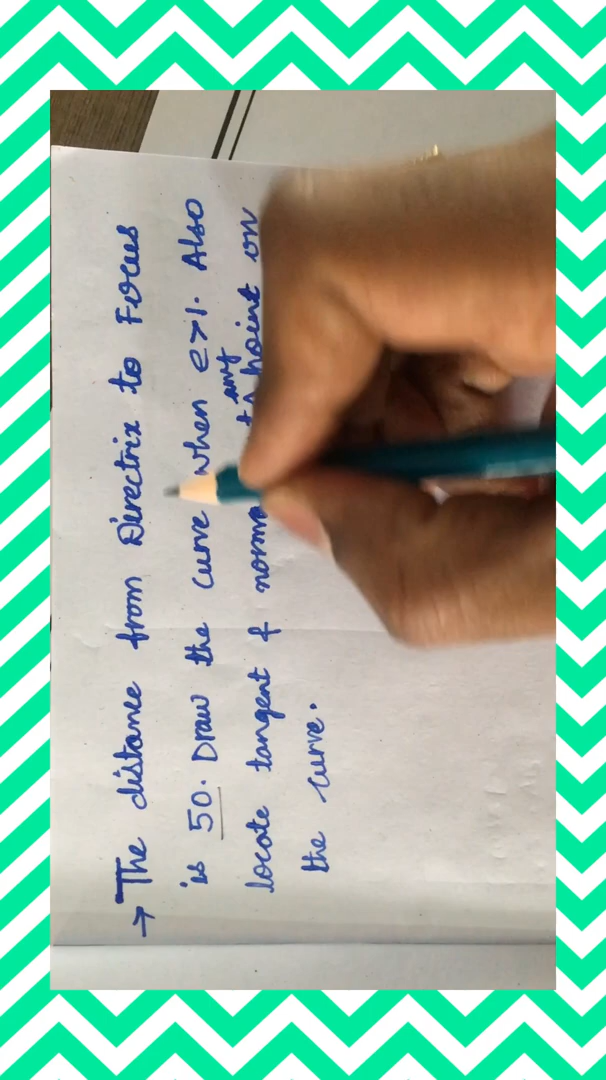 → The distance from Directrix to Focus
is 50. Draw the curve when e>1. Also
any
locate tangent & point on
the curve.